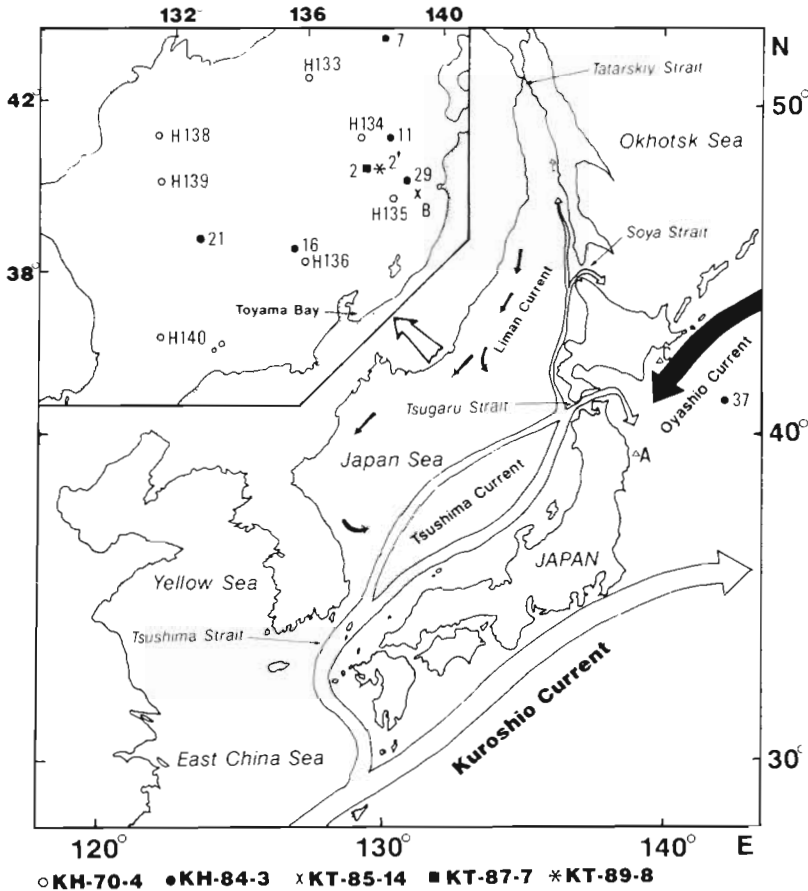 132 136 140
7
N
H133
Tatarskiy Strait
42°
50°
H138
H134
11
Okhotsk Sea
2
2'
H139
29
H135
B
21
16
H136
Soya Strait
38°
Toyama Bay
Liman Current
H140
Tsugaru Strait
Oyashio Current
37
40°
Japan Sea
A
Tsushima Current
Yellow Sea
JAPAN
Tsushima Strait
Kuroshio Current
East China Sea
30°
120° 130° 140° E
○KH-70-4 ●KH-84-3 ×KT-85-14 ■KT-87-7 *KT-89-8